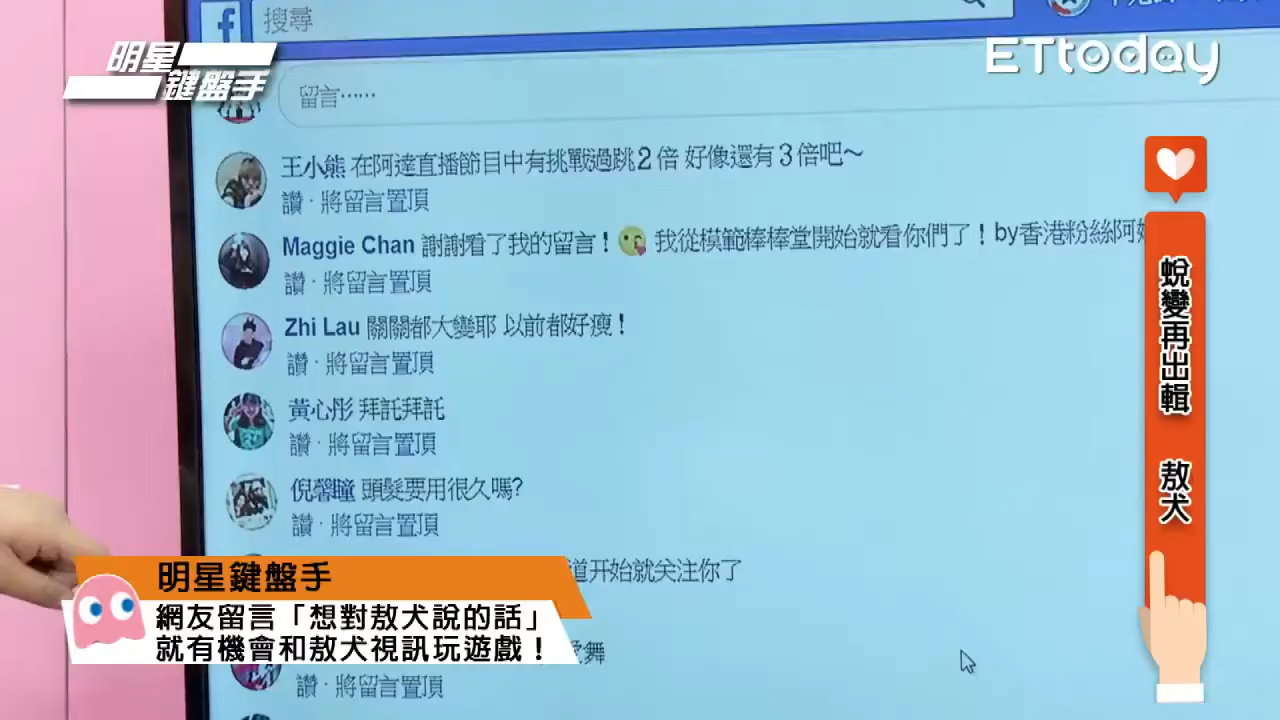 明星
鍵盤手
ETtoday
搜尋
留言……
王小熊 在阿達直播節目中有挑戰過跳2倍 好像還有3倍吧～
讚·將留言置頂
Maggie Chan 謝謝看了我的留言！😘 我從模範棒棒堂開始就看你們了！by香港粉絲阿
讚·將留言置頂
Zhi Lau 關關都大變耶 以前都好瘦！
讚·將留言置頂
黃心彤 拜託拜託
讚·將留言置頂
倪馨瞳 頭髮要用很久嗎?
讚·將留言置頂
道开始就关注你了
舞
讚·將留言置頂
蛻變再出輯 敖犬
明星鍵盤手
網友留言「想對敖犬說的話」
就有機會和敖犬視訊玩遊戲！